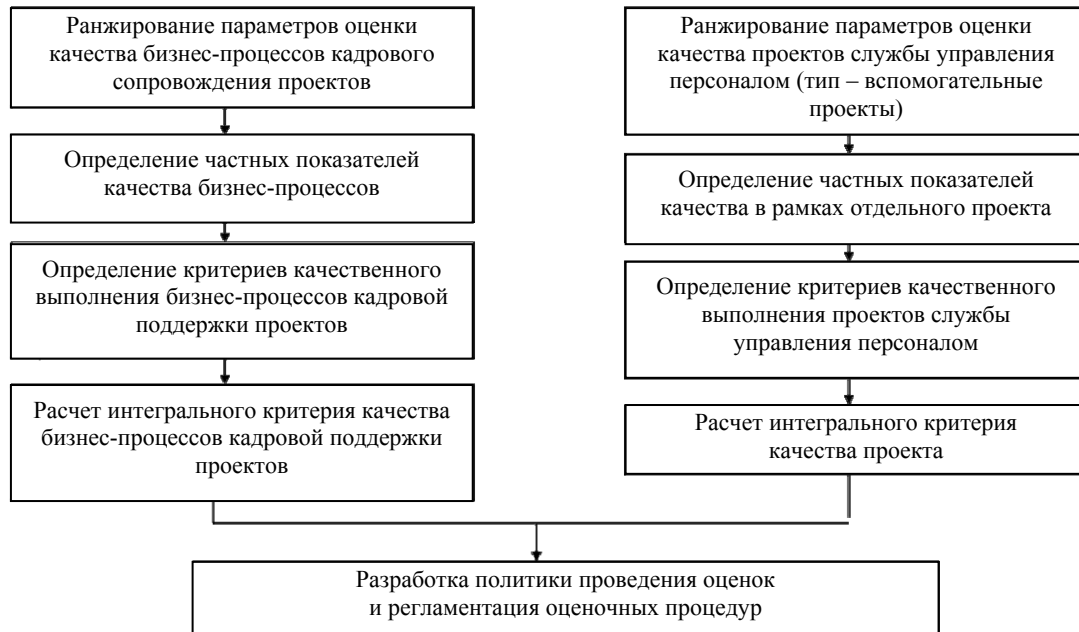 Ранжирование параметров оценки
качества бизнес-процессов кадрового
сопровождения проектов
Определение частных показателей
качества бизнес-процессов
Определение критериев качественного
выполнения бизнес-процессов кадровой
поддержки проектов
Расчет интегрального критерия качества
бизнес-процессов кадровой поддержки
проектов
Ранжирование параметров оценки
качества проектов службы управления
персоналом (тип – вспомогательные
проекты)
Определение частных показателей
качества в рамках отдельного проекта
Определение критериев качественного
выполнения проектов службы
управления персоналом
Расчет интегрального критерия
качества проекта
Разработка политики проведения оценок
и регламентация оценочных процедур